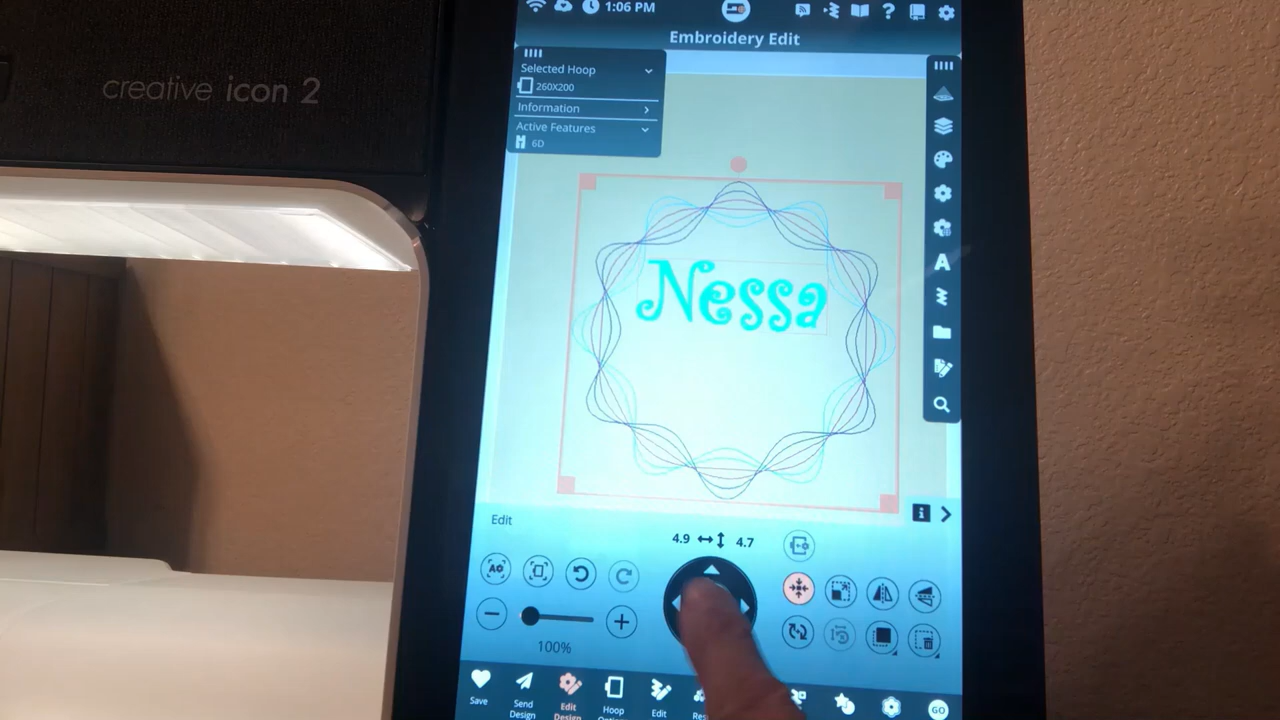 creative icon 2
1:06 PM
Embroidery Edit
Selected Hoop
260X200
Information
Active Features
6D
A
Nessa
Edit
4.9
4.7
100%
Save
Send Design
Edit Design
Hoop
Edit
GO